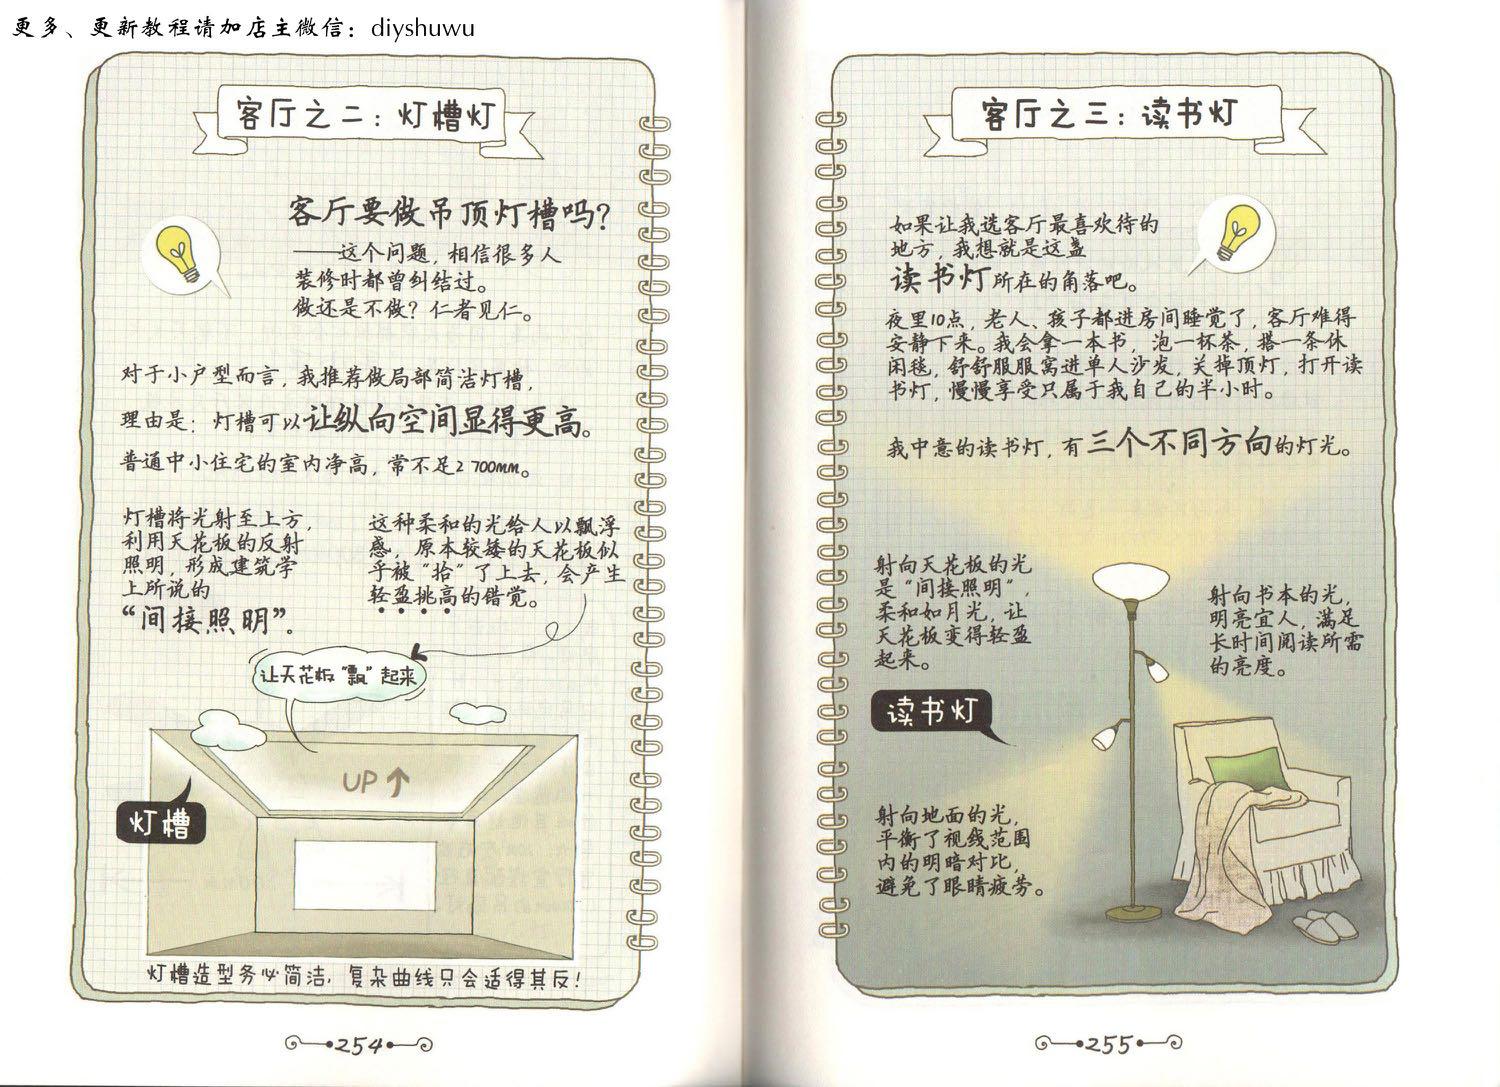 更多、更新教程请加店主微信：diyshuwu
客厅之二：灯槽灯
客厅要做吊顶灯槽吗？
——这个问题，相信很多人
装修时都曾纠结过。
做还是不做？仁者见仁。
对于小户型而言，我推荐做局部简洁灯槽，
理由是：灯槽可以让纵向空间显得更高。
普通中小住宅的室内净高，常不足2700mm。
灯槽将光射至上方，
利用天花板的反射
照明，形成建筑学
上所说的
“间接照明”。
这种柔和的光给人以飘浮
感，原本较矮的天花板似
乎被“抬”了上去，会产生
轻盈挑高的错觉。
让天花板“飘”起来
UP
灯槽
灯槽造型务必简洁，复杂曲线只会适得其反！
254
客厅之三：读书灯
如果让我选客厅最喜欢待的
地方，我想就是这盏
读书灯所在的角落吧。
夜里10点，老人、孩子都进房间睡觉了，客厅难得
安静下来。我会拿一本书，泡一杯茶，搭一条休
闲毯，舒舒服服窝进单人沙发，关掉顶灯，打开读
书灯，慢慢享受只属于我自己的半小时。
我中意的读书灯，有三个不同方向的灯光。
射向天花板的光
是“间接照明”，
柔和如月光，让
天花板变得轻盈
起来。
射向书本的光，
明亮宜人，满足
长时间阅读所需
的亮度。
读书灯
射向地面的光，
平衡了视线范围
内的明暗对比，
避免了眼睛疲劳。
255